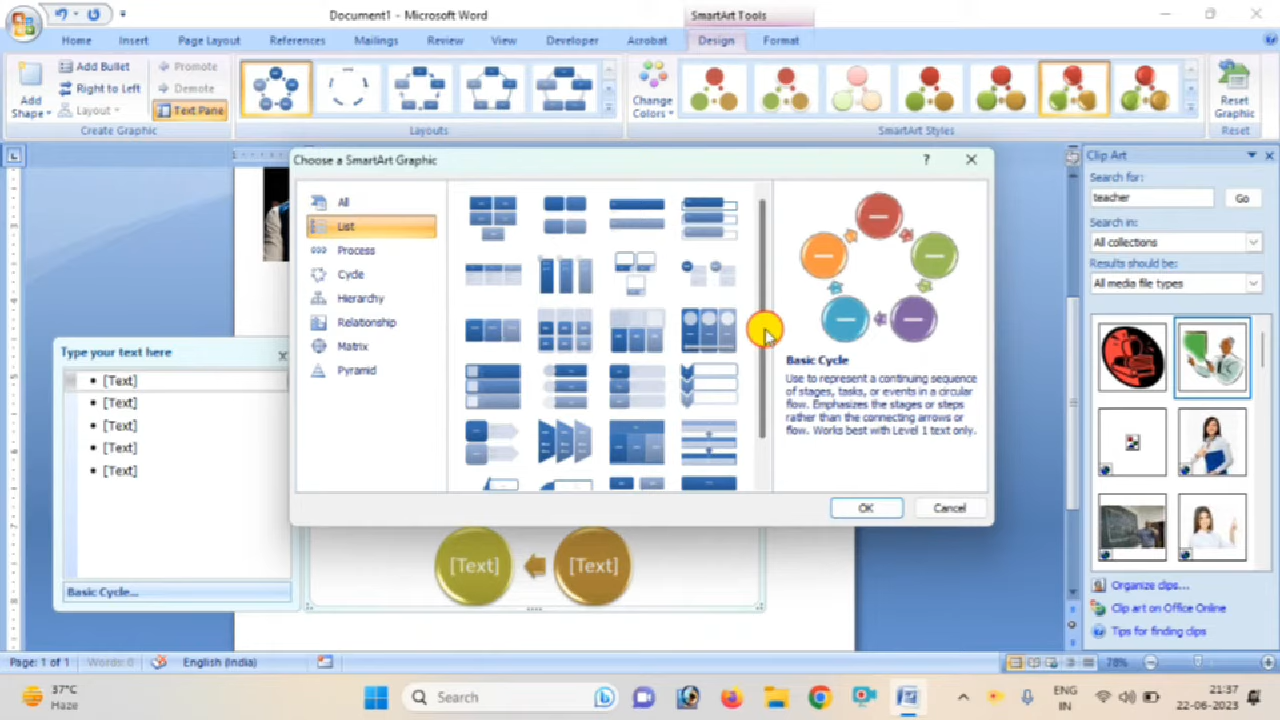 Document1 - Microsoft Word
SmartArt Tools
Home
Insert
Page Layout
References
Mailings
Review
View
Developer
Acrobat
Design
Format
Add Shape
Add Bullet
Right to Left
Layout
Promote
Demote
Text Pane
Create Graphic
Layouts
Change Colors
SmartArt Styles
Reset Graphic
Reset
Choose a SmartArt Graphic
?
All
List
Process
Cycle
Hierarchy
Relationship
Matrix
Pyramid
Basic Cycle
Use to represent a continuing sequence
of stages, tasks, or events in a circular
flow. Emphasizes the stages or steps
rather than the connecting arrows or
flow. Works best with Level 1 text only.
OK
Cancel
Type your text here
• [Text]
• [Text]
• [Text]
• [Text]
• [Text]
Basic Cycle...
[Text]
[Text]
Clip Art
Search for:
teacher
Go
Search in:
All collections
Results should be:
All media file types
Organize clips...
Clip art on Office Online
Tips for finding clips
Page: 1 of 1
Words: 0
English (India)
78%
37°C
Haze
Search
ENG
IN
21:37
22-06-2023